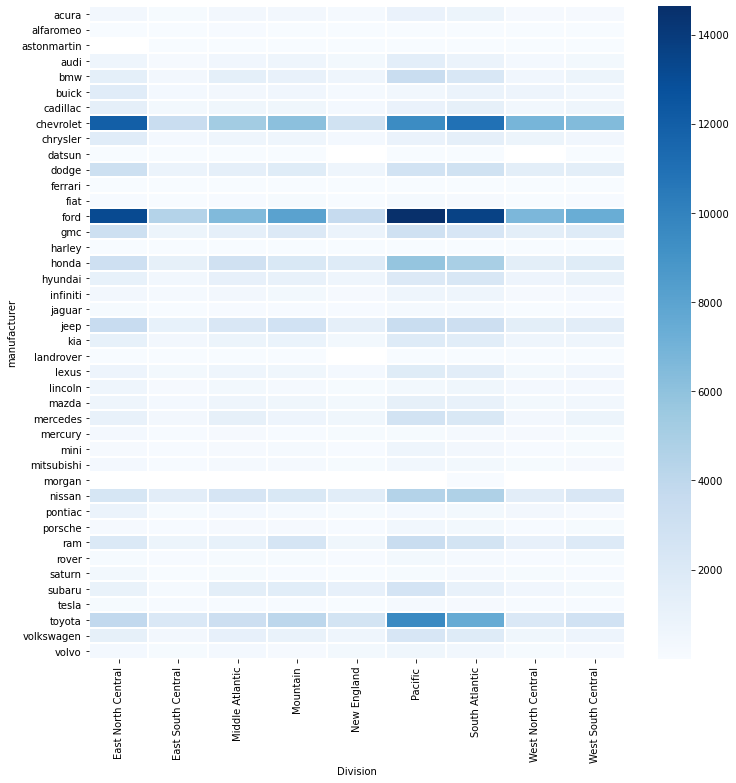 manufacturer
acura
alfaromeo
astonmartin
audi
bmw
buick
cadillac
chevrolet
chrysler
datsun
dodge
ferrari
fiat
ford
gmc
harley
honda
hyundai
infiniti
jaguar
jeep
kia
landrover
lexus
lincoln
mazda
mercedes
mercury
mini
mitsubishi
morgan
nissan
pontiac
porsche
ram
rover
saturn
subaru
tesla
toyota
volkswagen
volvo
East North Central
East South Central
Middle Atlantic
Mountain
New England
Pacific
South Atlantic
West North Central
West South Central
Division
14000
12000
10000
8000
6000
4000
2000